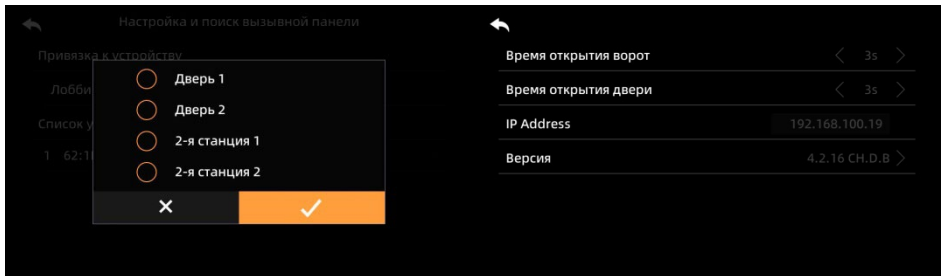 Настройка и поиск вызывной панели
Привязка к устройству
Лобби
Список у
1 62:1
Дверь 1
Дверь 2
2-я станция 1
2-я станция 2
Время открытия ворот 3s
Время открытия двери 3s
IP Address 192.168.100.19
Версия 4.2.16 CH.D.B